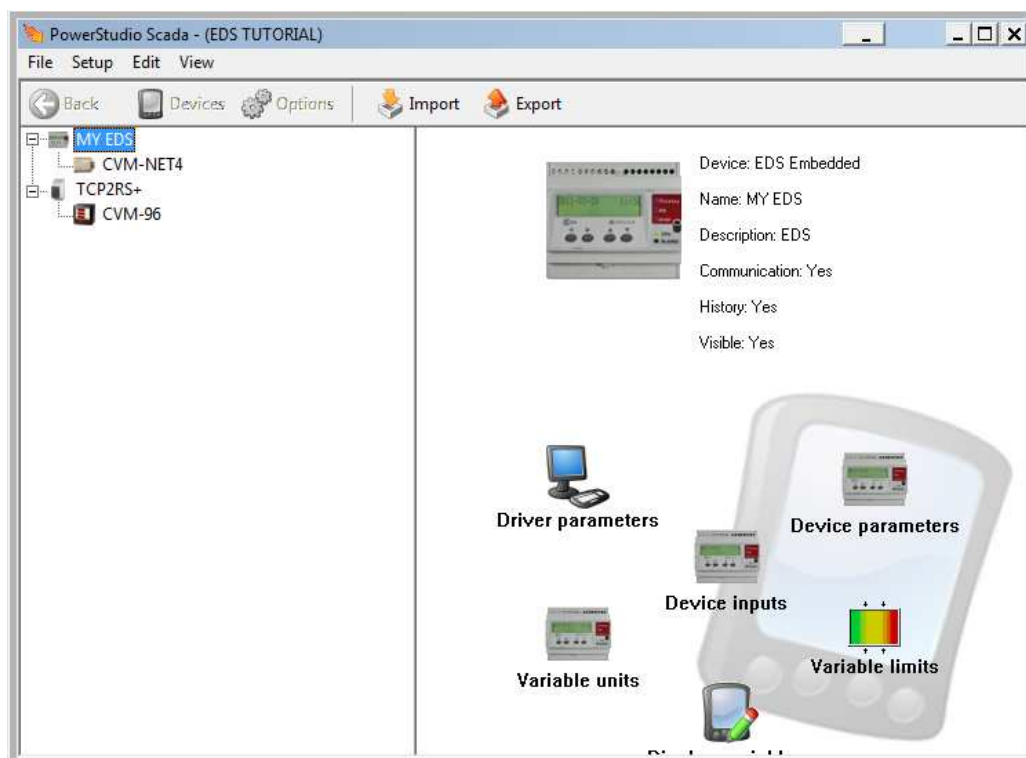 PowerStudio Scada - (EDS TUTORIAL)
File Setup Edit View
Back Devices Options Import Export
MY EDS
CVM-NET4
TCP2RS+
CVM-96
Device: EDS Embedded
Name: MY EDS
Description: EDS
Communication: Yes
History: Yes
Visible: Yes
Driver parameters
Device parameters
Device inputs
Variable units
Variable limits